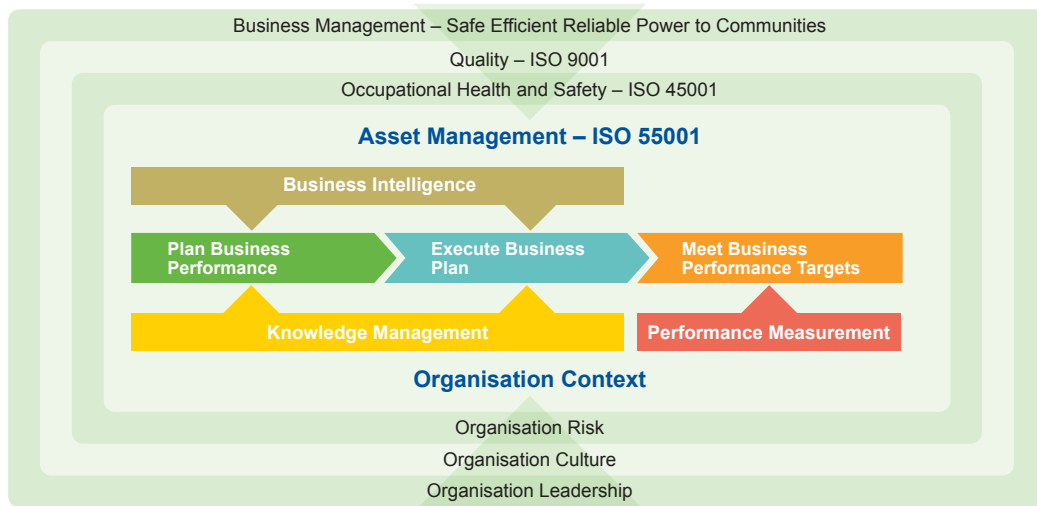 Business Management – Safe Efficient Reliable Power to Communities
Quality – ISO 9001
Occupational Health and Safety – ISO 45001
Asset Management – ISO 55001
Business Intelligence
Plan Business
Performance
Execute Business
Plan
Meet Business
Performance Targets
Knowledge Management
Performance Measurement
Organisation Context
Organisation Risk
Organisation Culture
Organisation Leadership